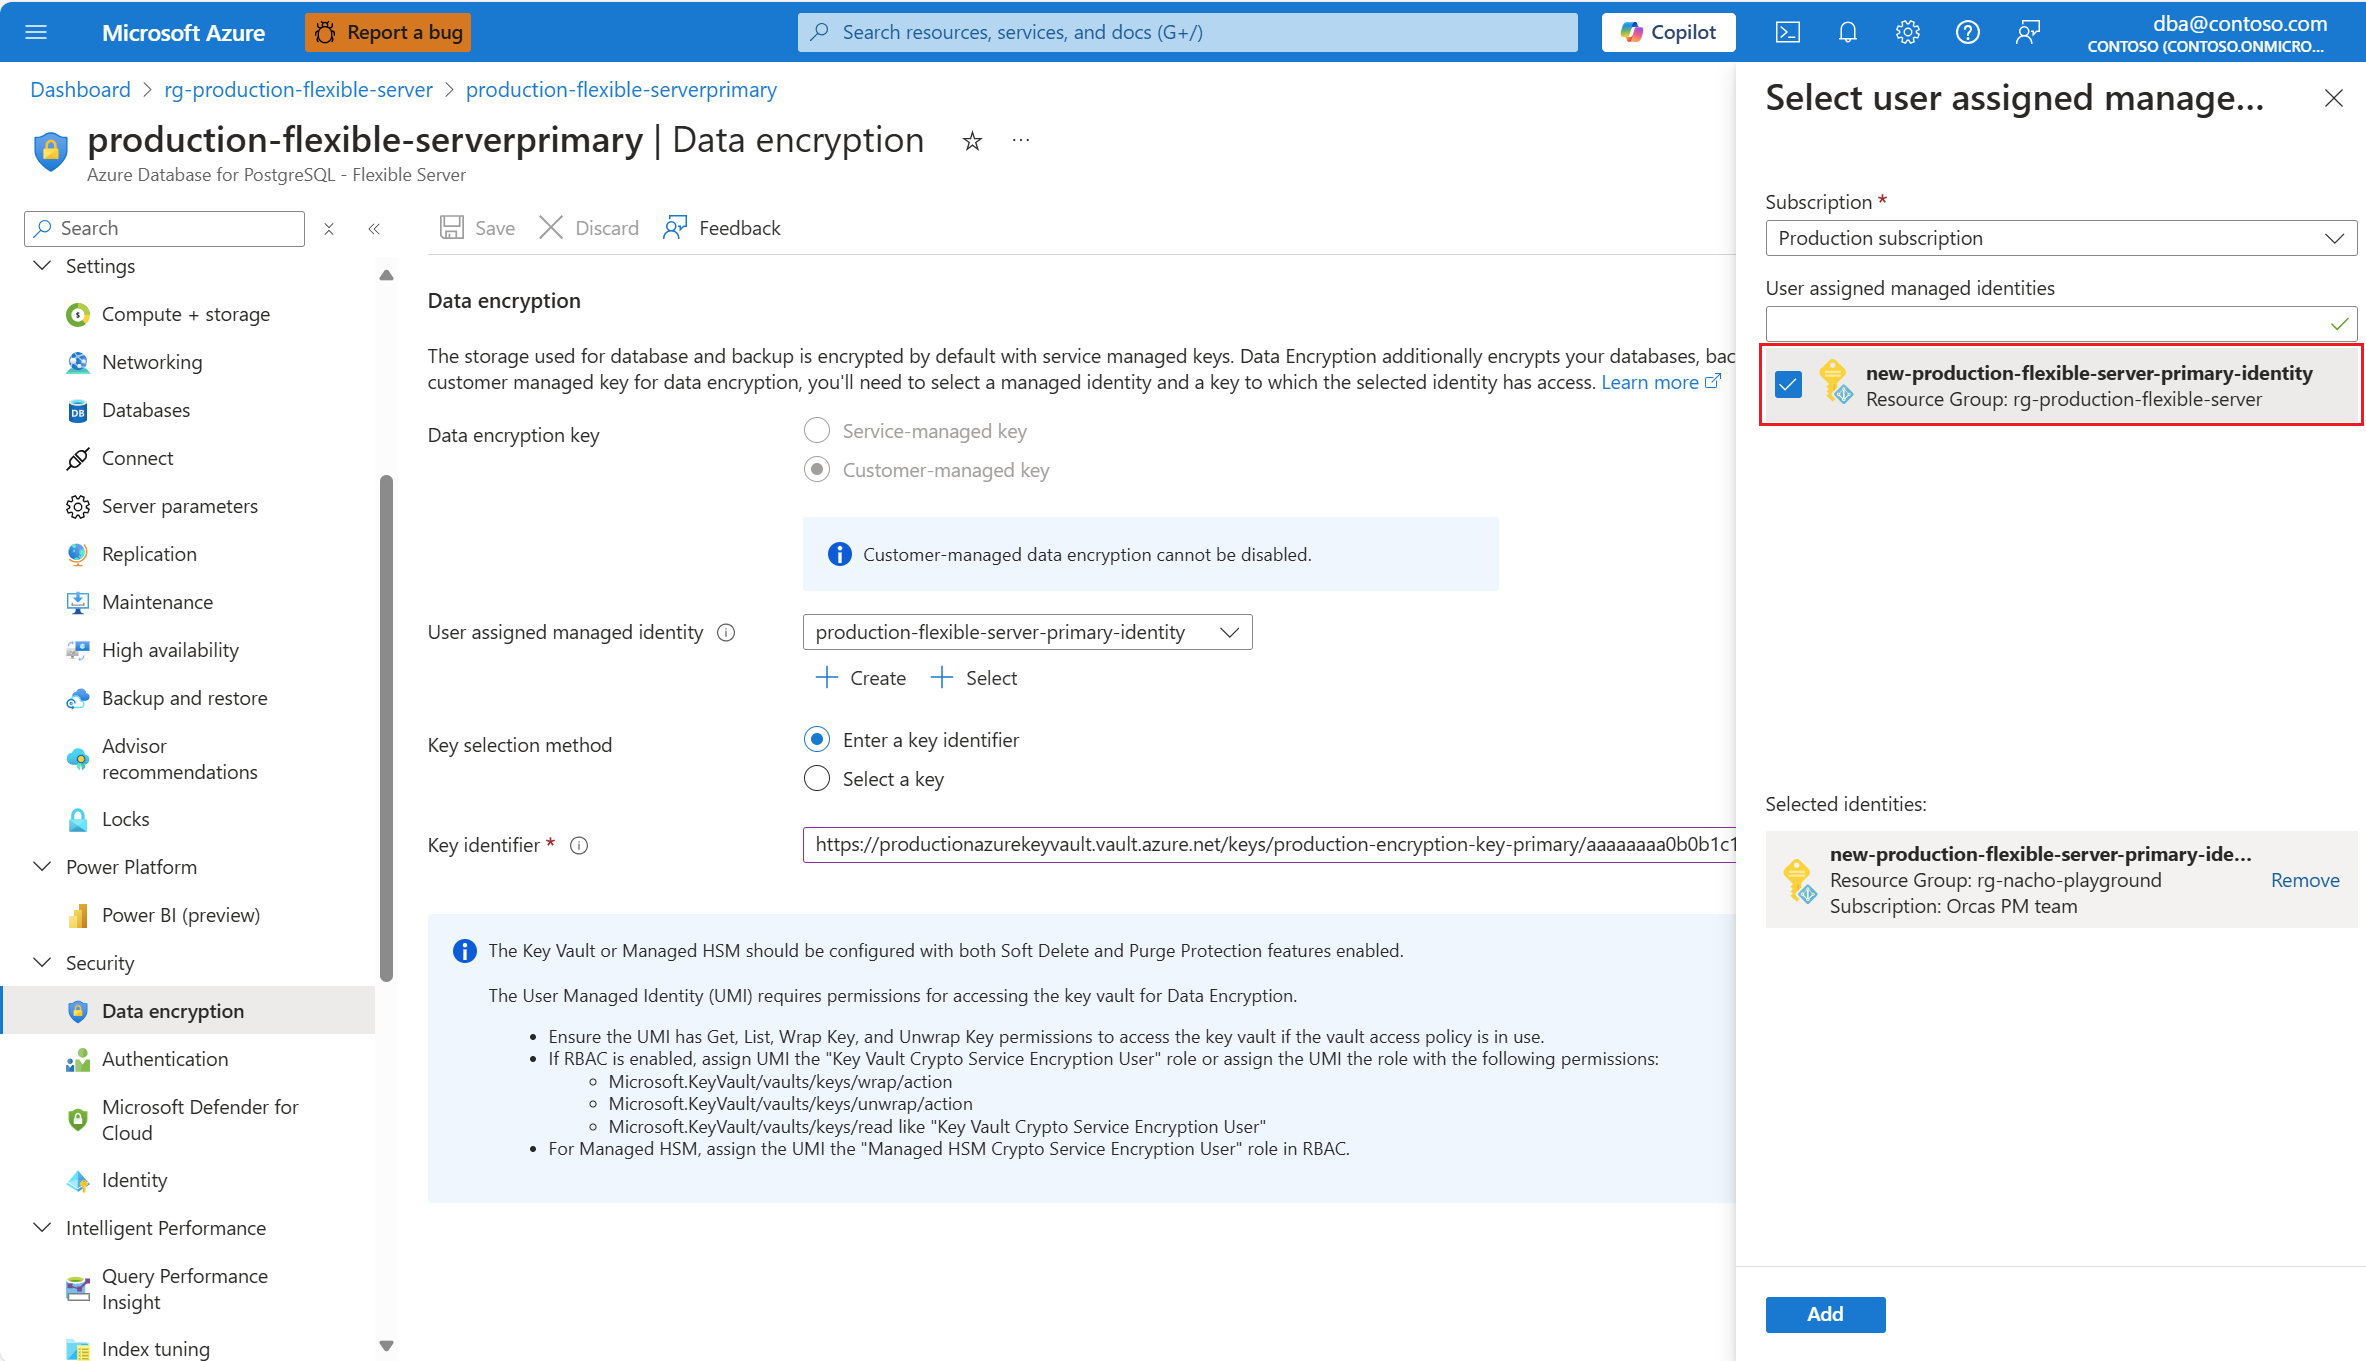 Microsoft Azure
Report a bug
Search resources, services, and docs (G+/)
Copilot
dba@contoso.com
CONTOSO (CONTOSO.ONMICRO...
Dashboard > rg-production-flexible-server > production-flexible-serverprimary
production-flexible-serverprimary | Data encryption
Azure Database for PostgreSQL - Flexible Server
Search
Settings
Compute + storage
Networking
Databases
Connect
Server parameters
Replication
Maintenance
High availability
Backup and restore
Advisor
recommendations
Locks
Power Platform
Power BI (preview)
Security
Data encryption
Authentication
Microsoft Defender for
Cloud
Identity
Intelligent Performance
Query Performance
Insight
Index tuning
Save
Discard
Feedback
Data encryption
The storage used for database and backup is encrypted by default with service managed keys. Data Encryption additionally encrypts your databases, bac
customer managed key for data encryption, you'll need to select a managed identity and a key to which the selected identity has access. Learn more
Data encryption key
Service-managed key
Customer-managed key
Customer-managed data encryption cannot be disabled.
User assigned managed identity
production-flexible-server-primary-identity
Create
Select
Key selection method
Enter a key identifier
Select a key
Key identifier *
https://productionazurekeyvault.vault.azure.net/keys/production-encryption-key-primary/aaaaaaaa0b0b1c1
The Key Vault or Managed HSM should be configured with both Soft Delete and Purge Protection features enabled.
The User Managed Identity (UMI) requires permissions for accessing the key vault for Data Encryption.
• Ensure the UMI has Get, List, Wrap Key, and Unwrap Key permissions to access the key vault if the vault access policy is in use.
• If RBAC is enabled, assign UMI the "Key Vault Crypto Service Encryption User" role or assign the UMI the role with the following permissions:
◦ Microsoft.KeyVault/vaults/keys/wrap/action
◦ Microsoft.KeyVault/vaults/keys/unwrap/action
◦ Microsoft.KeyVault/vaults/keys/read like "Key Vault Crypto Service Encryption User"
• For Managed HSM, assign the UMI the "Managed HSM Crypto Service Encryption User" role in RBAC.
Select user assigned manage...
Subscription *
Production subscription
User assigned managed identities
new-production-flexible-server-primary-identity
Resource Group: rg-production-flexible-server
Selected identities:
new-production-flexible-server-primary-ide...
Resource Group: rg-nacho-playground
Remove
Subscription: Orcas PM team
Add